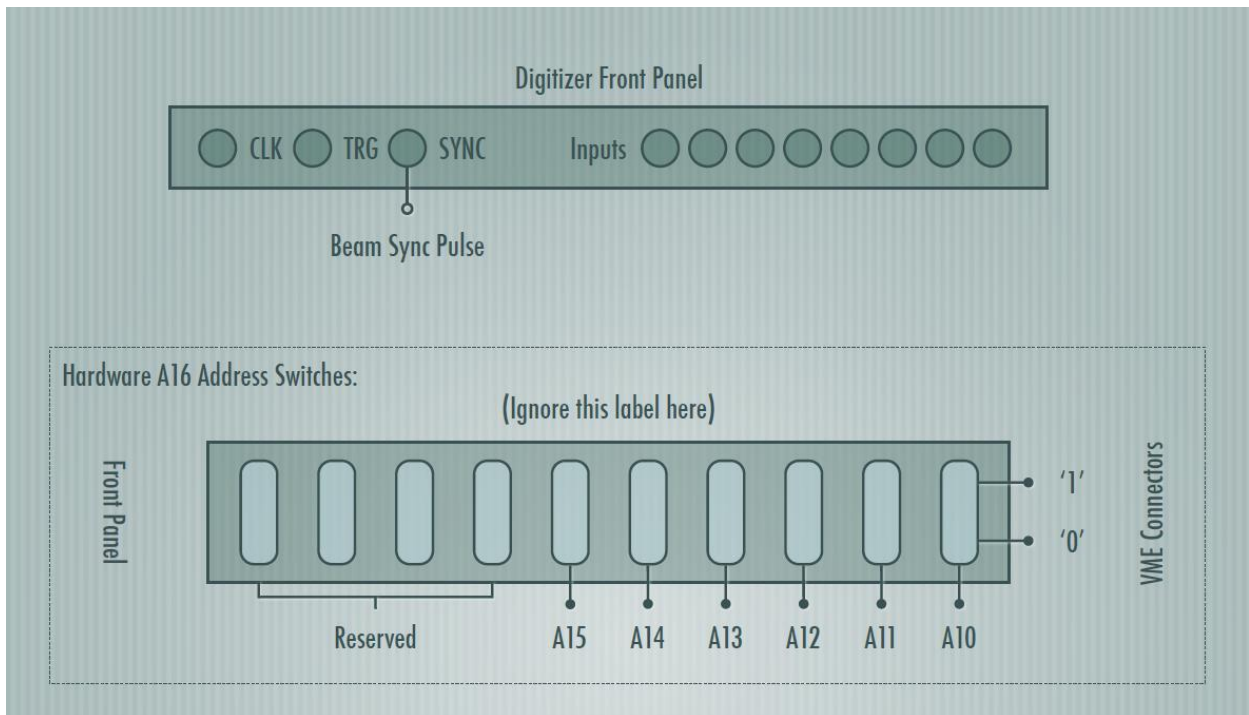 Digitizer Front Panel
CLK TRG SYNC Inputs
Beam Sync Pulse
Hardware A16 Address Switches:
(Ignore this label here)
Front Panel
‘1’
‘0’
VME Connectors
Reserved A15 A14 A13 A12 A11 A10